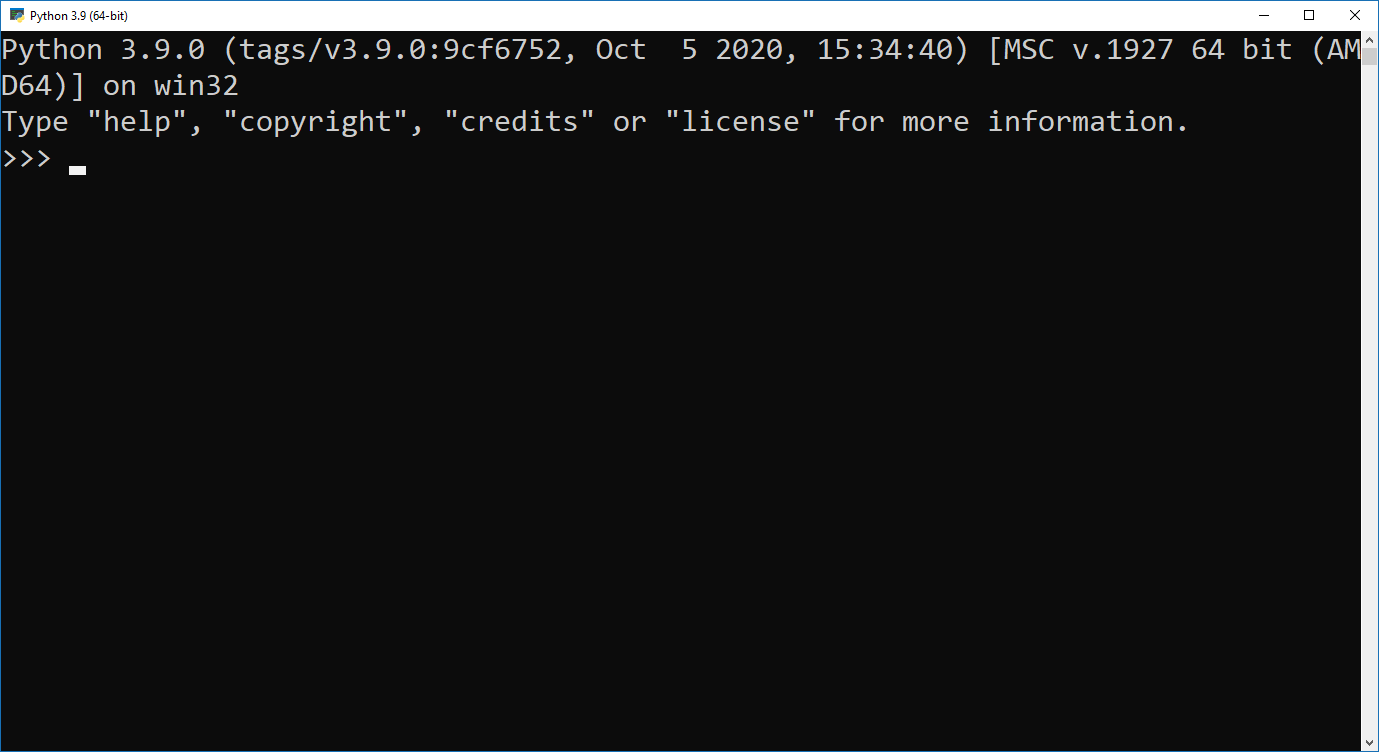 Python 3.9 (64-bit)
Python 3.9.0 (tags/v3.9.0:9cf6752, Oct  5 2020, 15:34:40) [MSC v.1927 64 bit (AM
D64)] on win32
Type "help", "copyright", "credits" or "license" for more information.
>>>